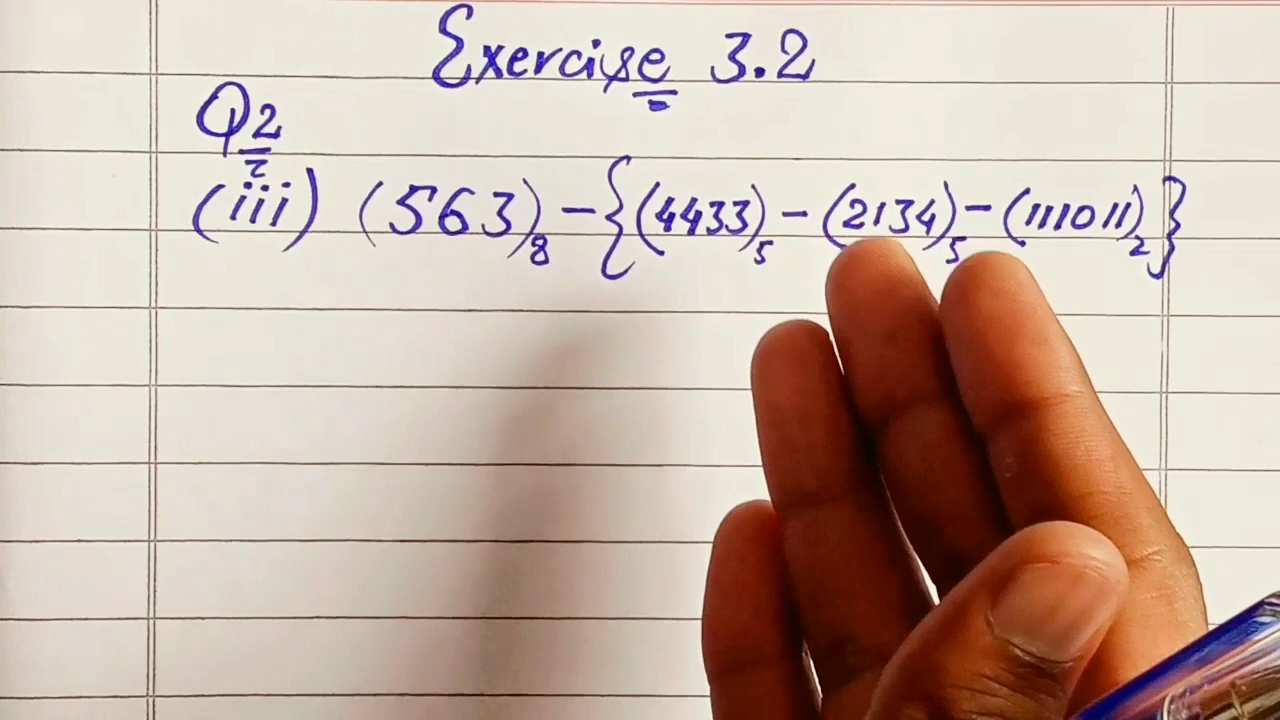 Exercise 3.2
Q2
(iii) (563)₈ - {(4433)₅ - (2134)₅ - (111011)₂}